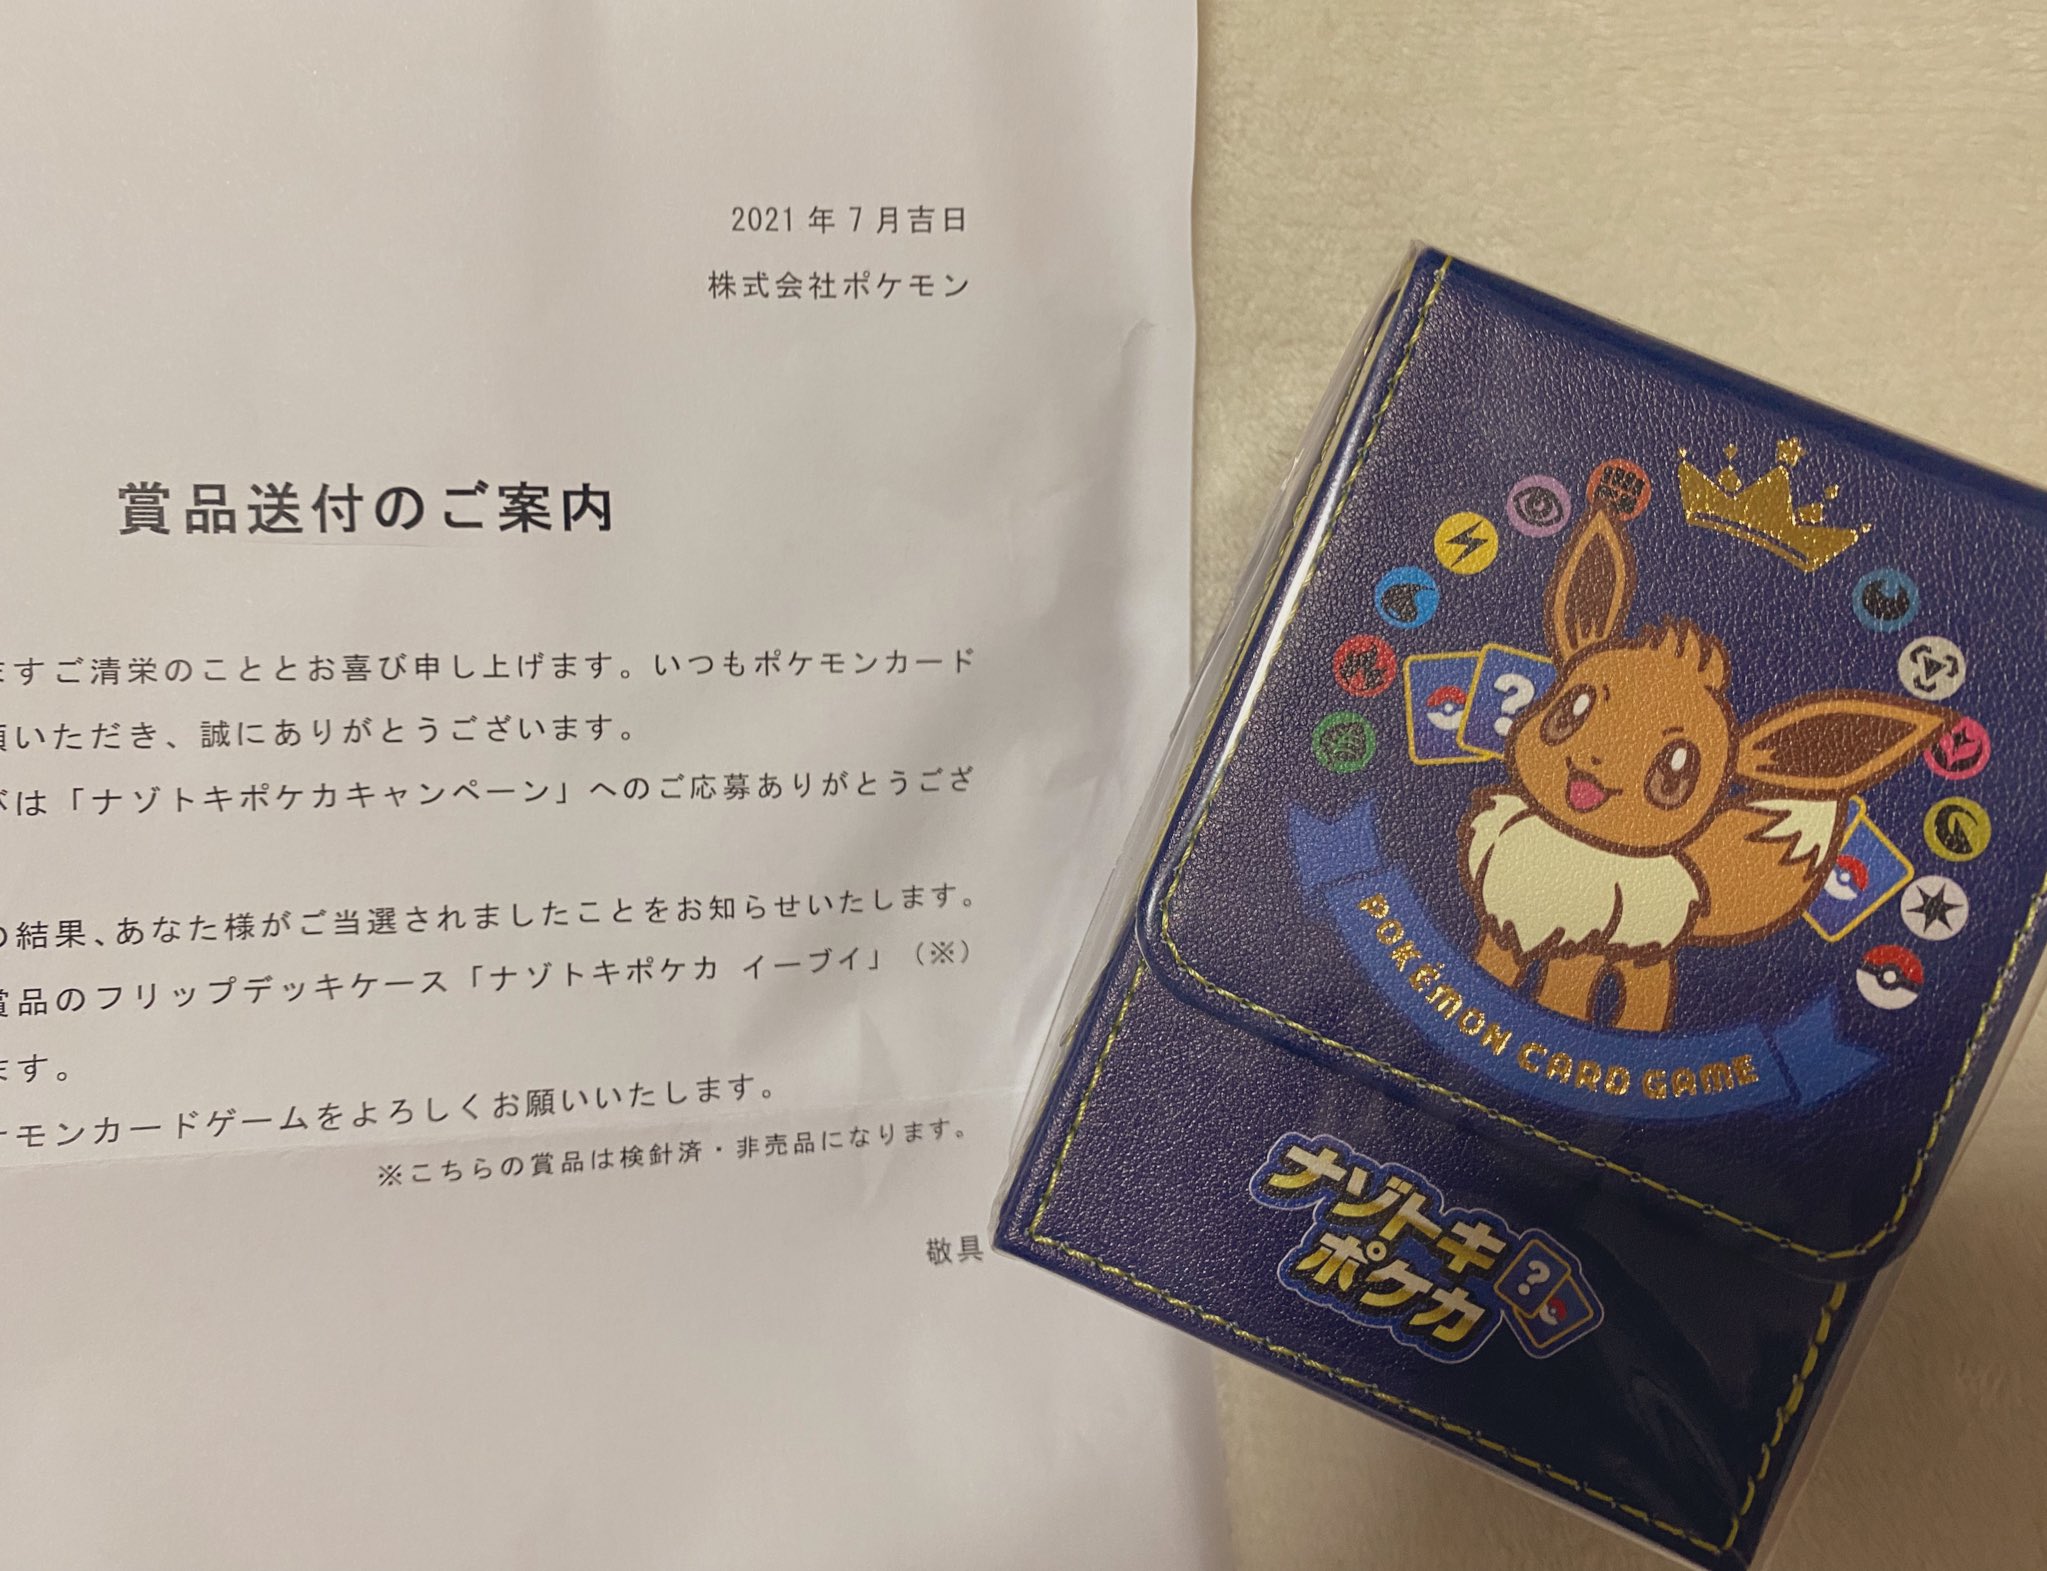 2021年7月吉日
株式会社ポケモン
賞品送付のご案内
ますご清栄のこととお喜び申し上げます。いつもポケモンカード
いただき、誠にありがとうございます。
は「ナゾトキポケカキャンペーン」へのご応募ありがとうござ
の結果、あなた様がご当選されましたことをお知らせいたします。
賞品のフリップデッキケース「ナゾトキポケカ イーブイ」（※）
ます。
モンカードゲームをよろしくお願いいたします。
※こちらの賞品は検針済・非売品になります。
敬具
?
POKÉMON CARD GAME
ナゾトキ
ポケカ
?